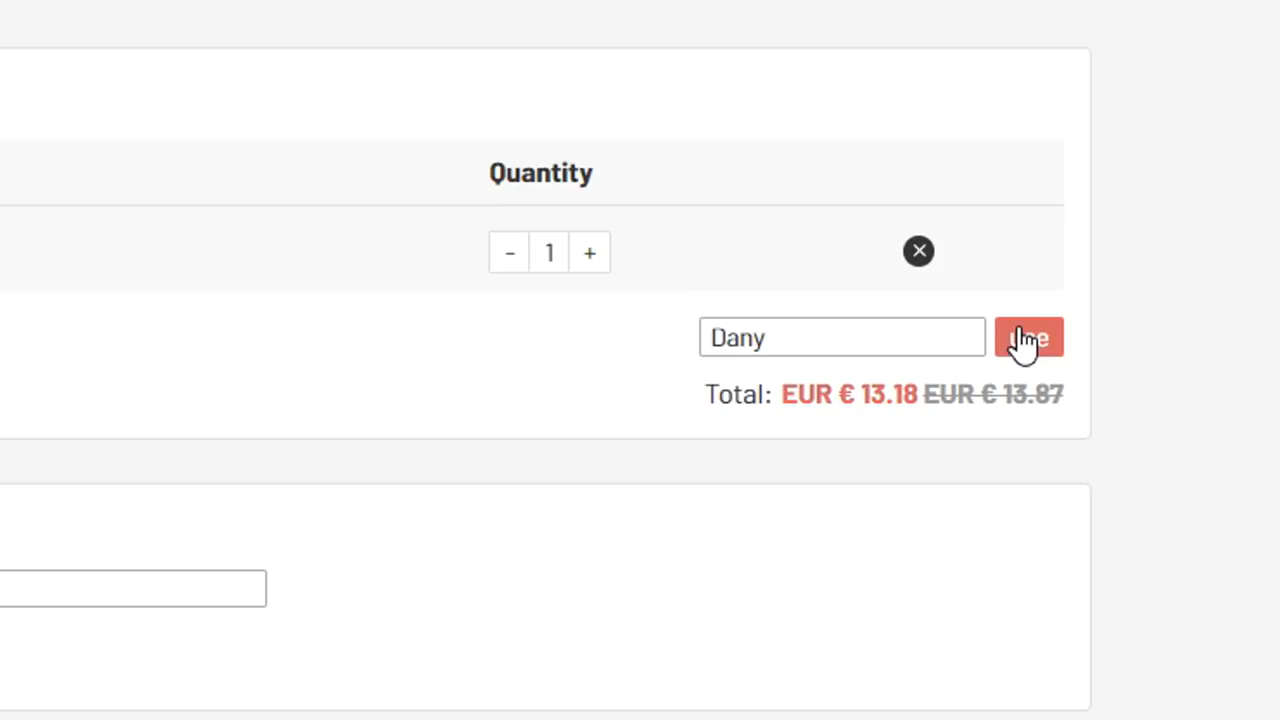 Quantity
- 1 +
Dany
Total: EUR € 13.18 EUR € 13.87